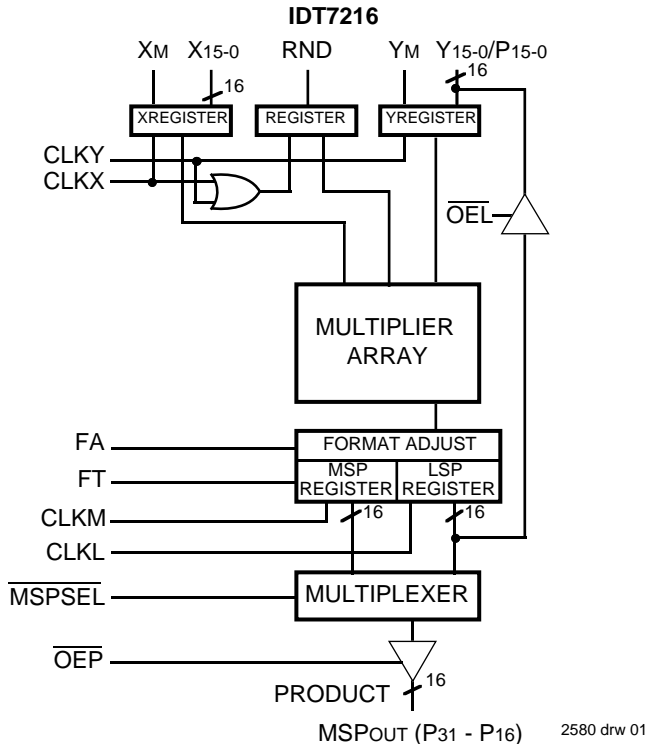 IDT7216
XM X15-0 RND YM Y15-0/P15-0
16 16
XREGISTER REGISTER YREGISTER
CLKY
CLKX
OEL
MULTIPLIER
ARRAY
FA FORMAT ADJUST
FT MSP REGISTER LSP REGISTER
CLKM 16 16
CLKL
MSPSEL MULTIPLEXER
OEP
PRODUCT 16
MSPOUT (P31 - P16) 2580 drw 01